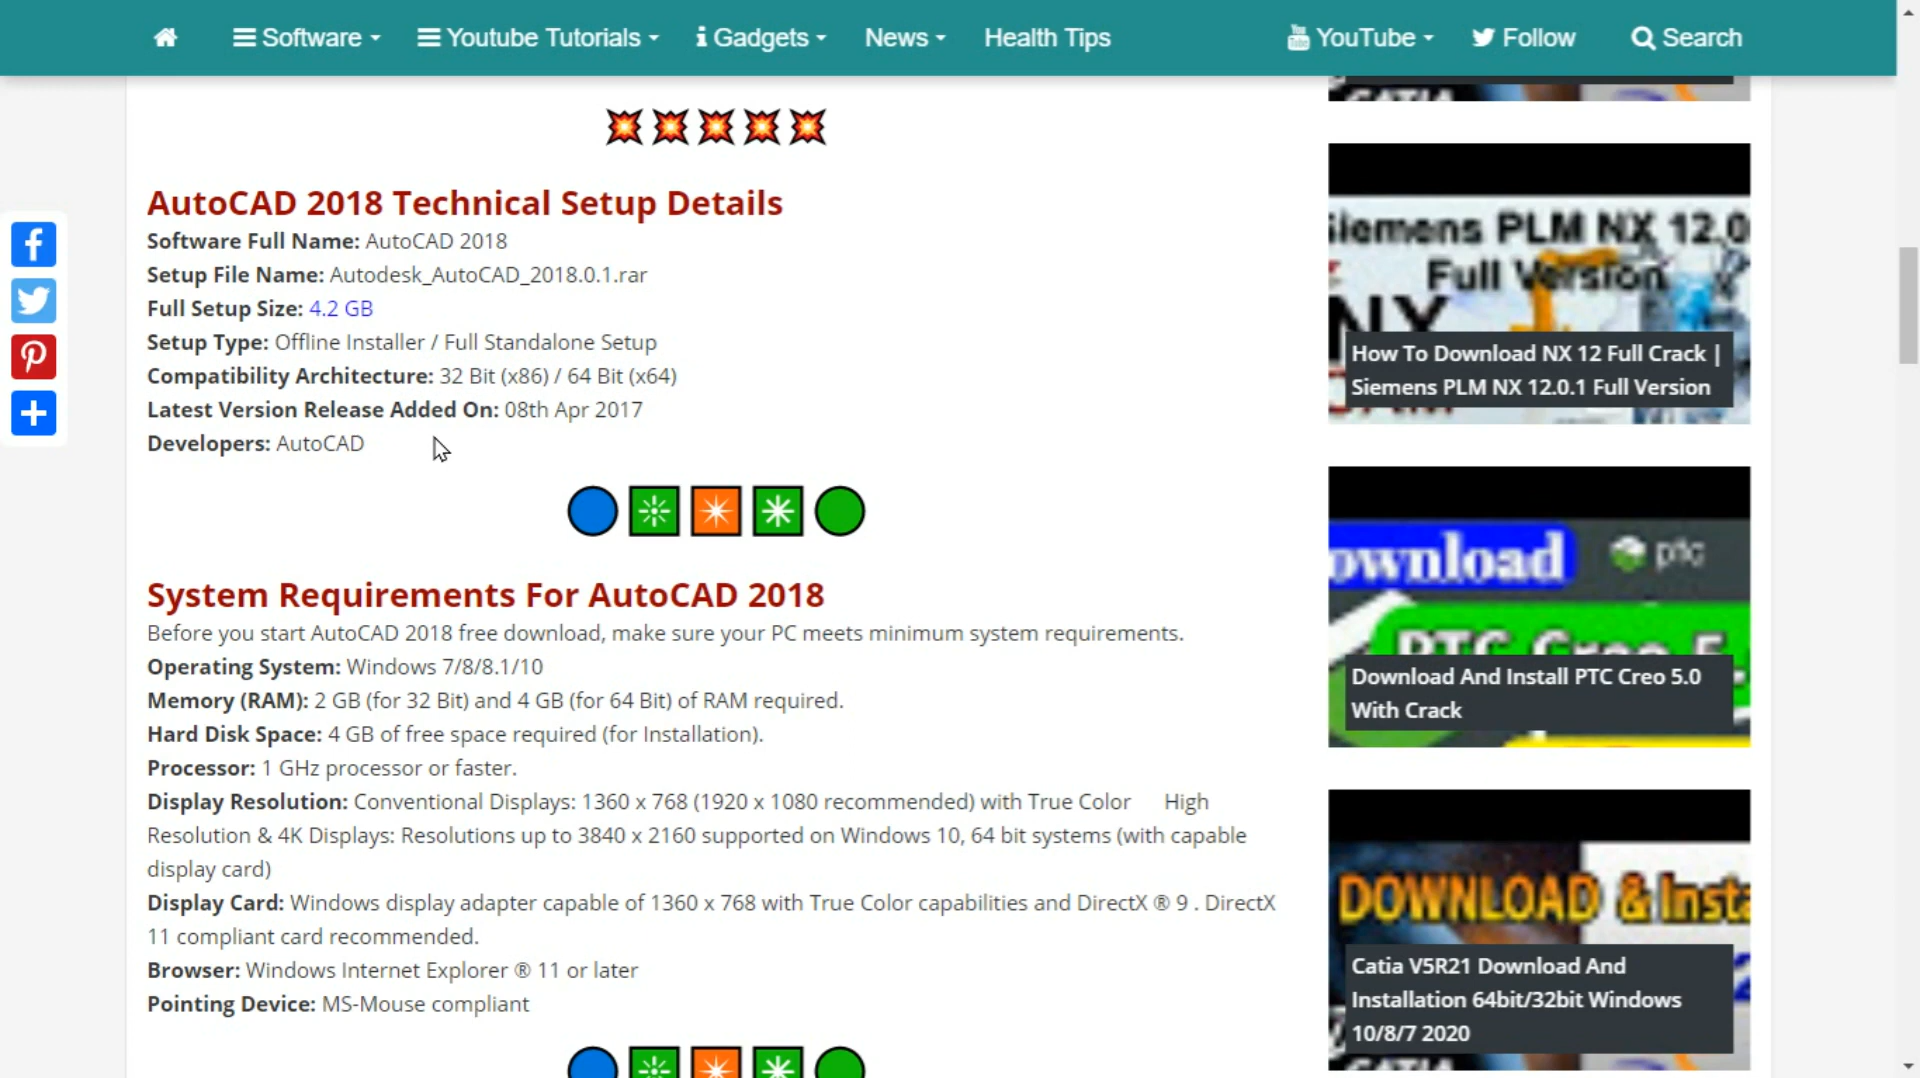 Software
Youtube Tutorials
Gadgets
News
Health Tips
YouTube
Follow
Search
AutoCAD 2018 Technical Setup Details
Software Full Name: AutoCAD 2018
Setup File Name: Autodesk_AutoCAD_2018.0.1.rar
Full Setup Size: 4.2 GB
Setup Type: Offline Installer / Full Standalone Setup
Compatibility Architecture: 32 Bit (x86) / 64 Bit (x64)
Latest Version Release Added On: 08th Apr 2017
Developers: AutoCAD
System Requirements For AutoCAD 2018
Before you start AutoCAD 2018 free download, make sure your PC meets minimum system requirements.
Operating System: Windows 7/8/8.1/10
Memory (RAM): 2 GB (for 32 Bit) and 4 GB (for 64 Bit) of RAM required.
Hard Disk Space: 4 GB of free space required (for Installation).
Processor: 1 GHz processor or faster.
Display Resolution: Conventional Displays: 1360 x 768 (1920 x 1080 recommended) with True Color High
Resolution & 4K Displays: Resolutions up to 3840 x 2160 supported on Windows 10, 64 bit systems (with capable
display card)
Display Card: Windows display adapter capable of 1360 x 768 with True Color capabilities and DirectX ® 9 . DirectX
11 compliant card recommended.
Browser: Windows Internet Explorer ® 11 or later
Pointing Device: MS-Mouse compliant
Siemens PLM NX 12.0
Full Version
NX
How To Download NX 12 Full Crack |
Siemens PLM NX 12.0.1 Full Version
ownload
ptc
PTC Creo 5
Download And Install PTC Creo 5.0
With Crack
DOWNLOAD & Insta
Catia V5R21 Download And
Installation 64bit/32bit Windows
10/8/7 2020